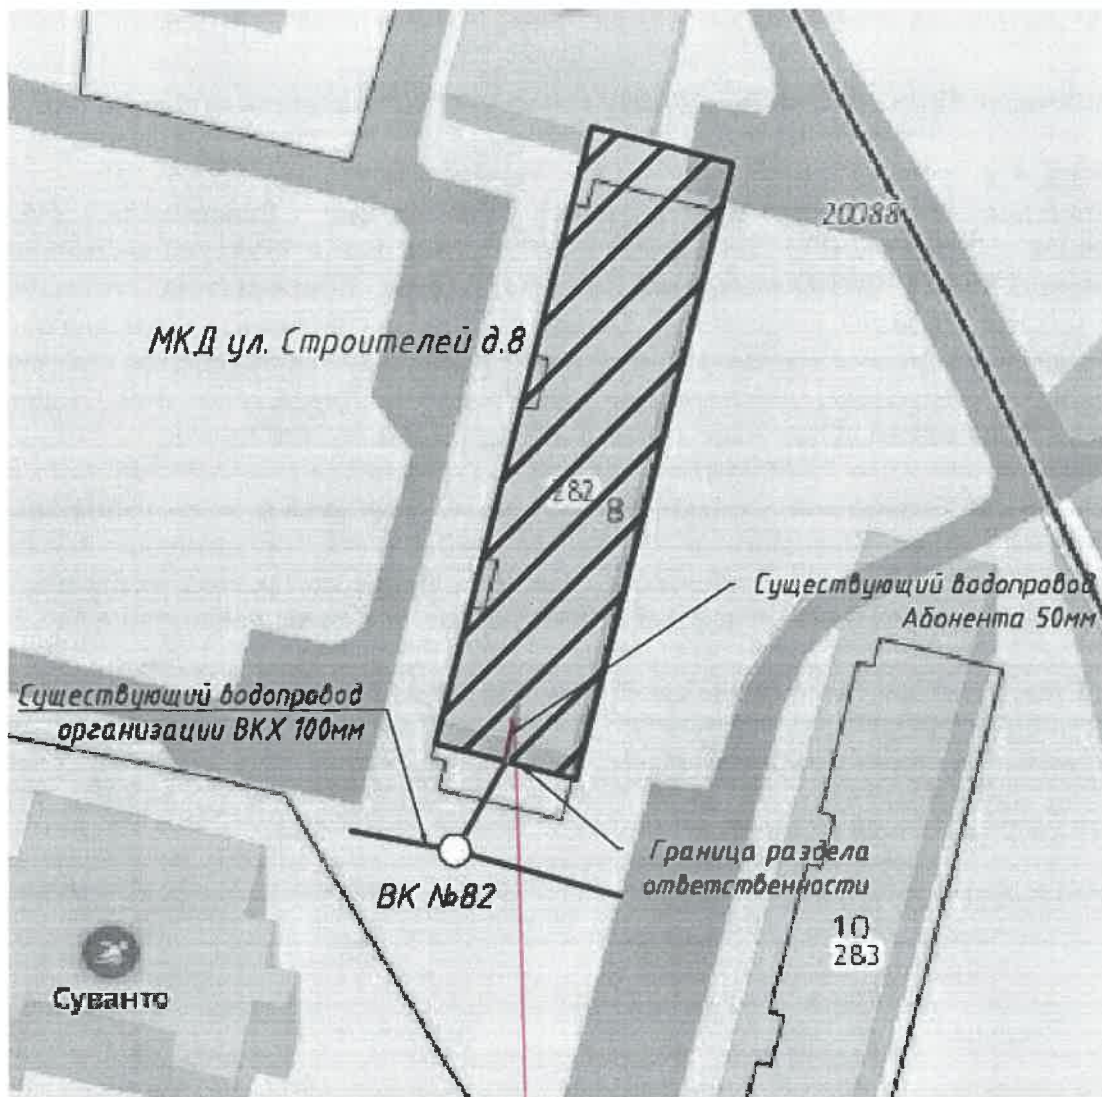 20088
МКД ул. Строителей д.8
282
8
Существующий водопровод
Абонента 50мм
Существующий водопровод
организации ВКХ 100мм
Граница раздела
ответственности
ВК №82
10
283
Суванто